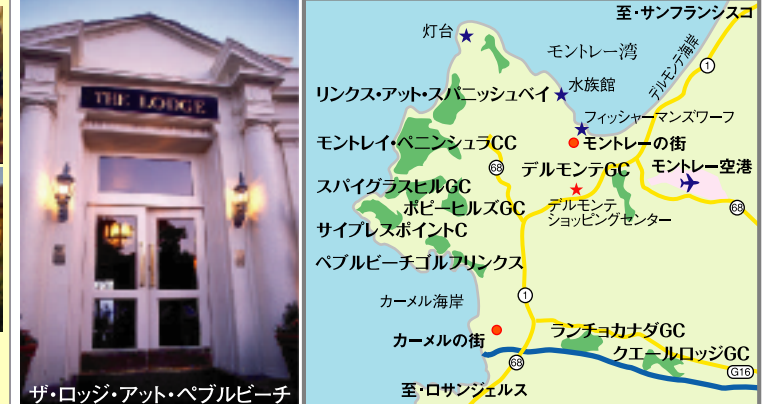 THE LODGE
ザ・ロッジ・アット・ペブルビーチ
至・サンフランシスコ
灯台
モントレー湾
デルモンテ海岸
1
水族館
リンクス・アット・スパニッシュベイ
フィッシャーマンズワーフ
モントレイ・ペニンシュラCC
モントレーの街
68
デルモンテGC
モントレー空港
スパイグラスヒルGC
ポピーヒルズGC
デルモンテ
ショッピングセンター
68
サイプレスポイントC
ペブルビーチゴルフリンクス
カーメル海岸
1
カーメルの街
ランチョカナダGC
クエールロッジGC
68
G16
至・ロサンジェルス